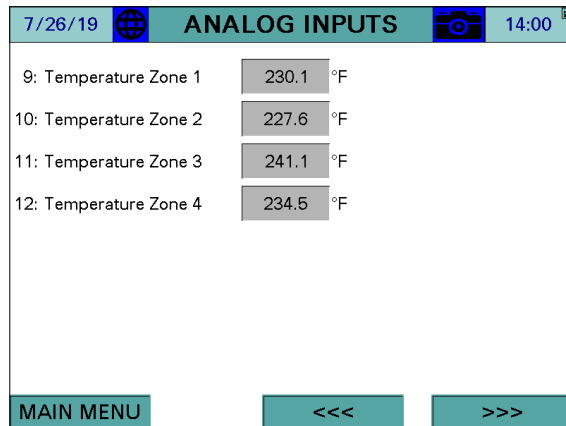 7/26/19 ANALOG INPUTS 14:00
9: Temperature Zone 1 230.1 °F
10: Temperature Zone 2 227.6 °F
11: Temperature Zone 3 241.1 °F
12: Temperature Zone 4 234.5 °F
MAIN MENU <<< >>>